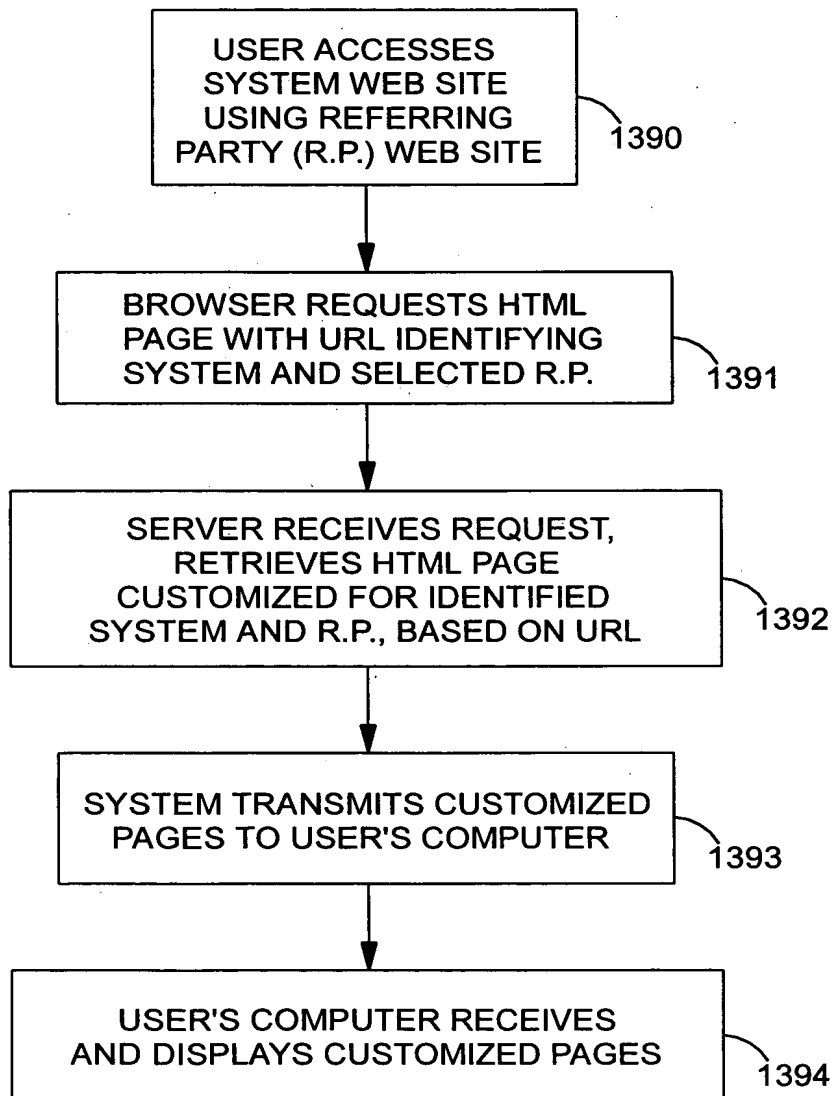 USER ACCESSES
SYSTEM WEB SITE
USING REFERRING
PARTY (R.P.) WEB SITE
1390
BROWSER REQUESTS HTML
PAGE WITH URL IDENTIFYING
SYSTEM AND SELECTED R.P.
1391
SERVER RECEIVES REQUEST,
RETRIEVES HTML PAGE
CUSTOMIZED FOR IDENTIFIED
SYSTEM AND R.P., BASED ON URL
1392
SYSTEM TRANSMITS CUSTOMIZED
PAGES TO USER'S COMPUTER
1393
USER'S COMPUTER RECEIVES
AND DISPLAYS CUSTOMIZED PAGES
1394